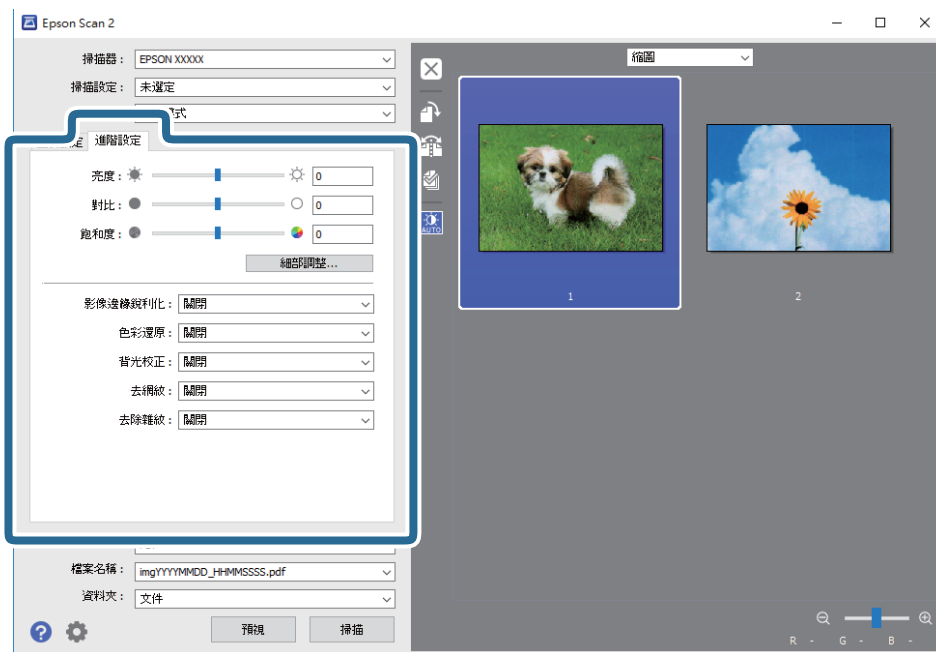 Epson Scan 2
掃描器： EPSON XXXXX
掃描設定： 未選定
式
定 進階設定
亮度： 0
對比： 0
飽和度： 0
細部調整...
影像邊緣銳利化： 關閉
色彩還原： 關閉
背光校正： 關閉
去網紋： 關閉
去除雜紋： 關閉
檔案名稱： imgYYYYMMDD_HHMMSSSS.pdf
資料夾： 文件
預視 掃描
縮圖
AUTO
1 2
R - G - B -